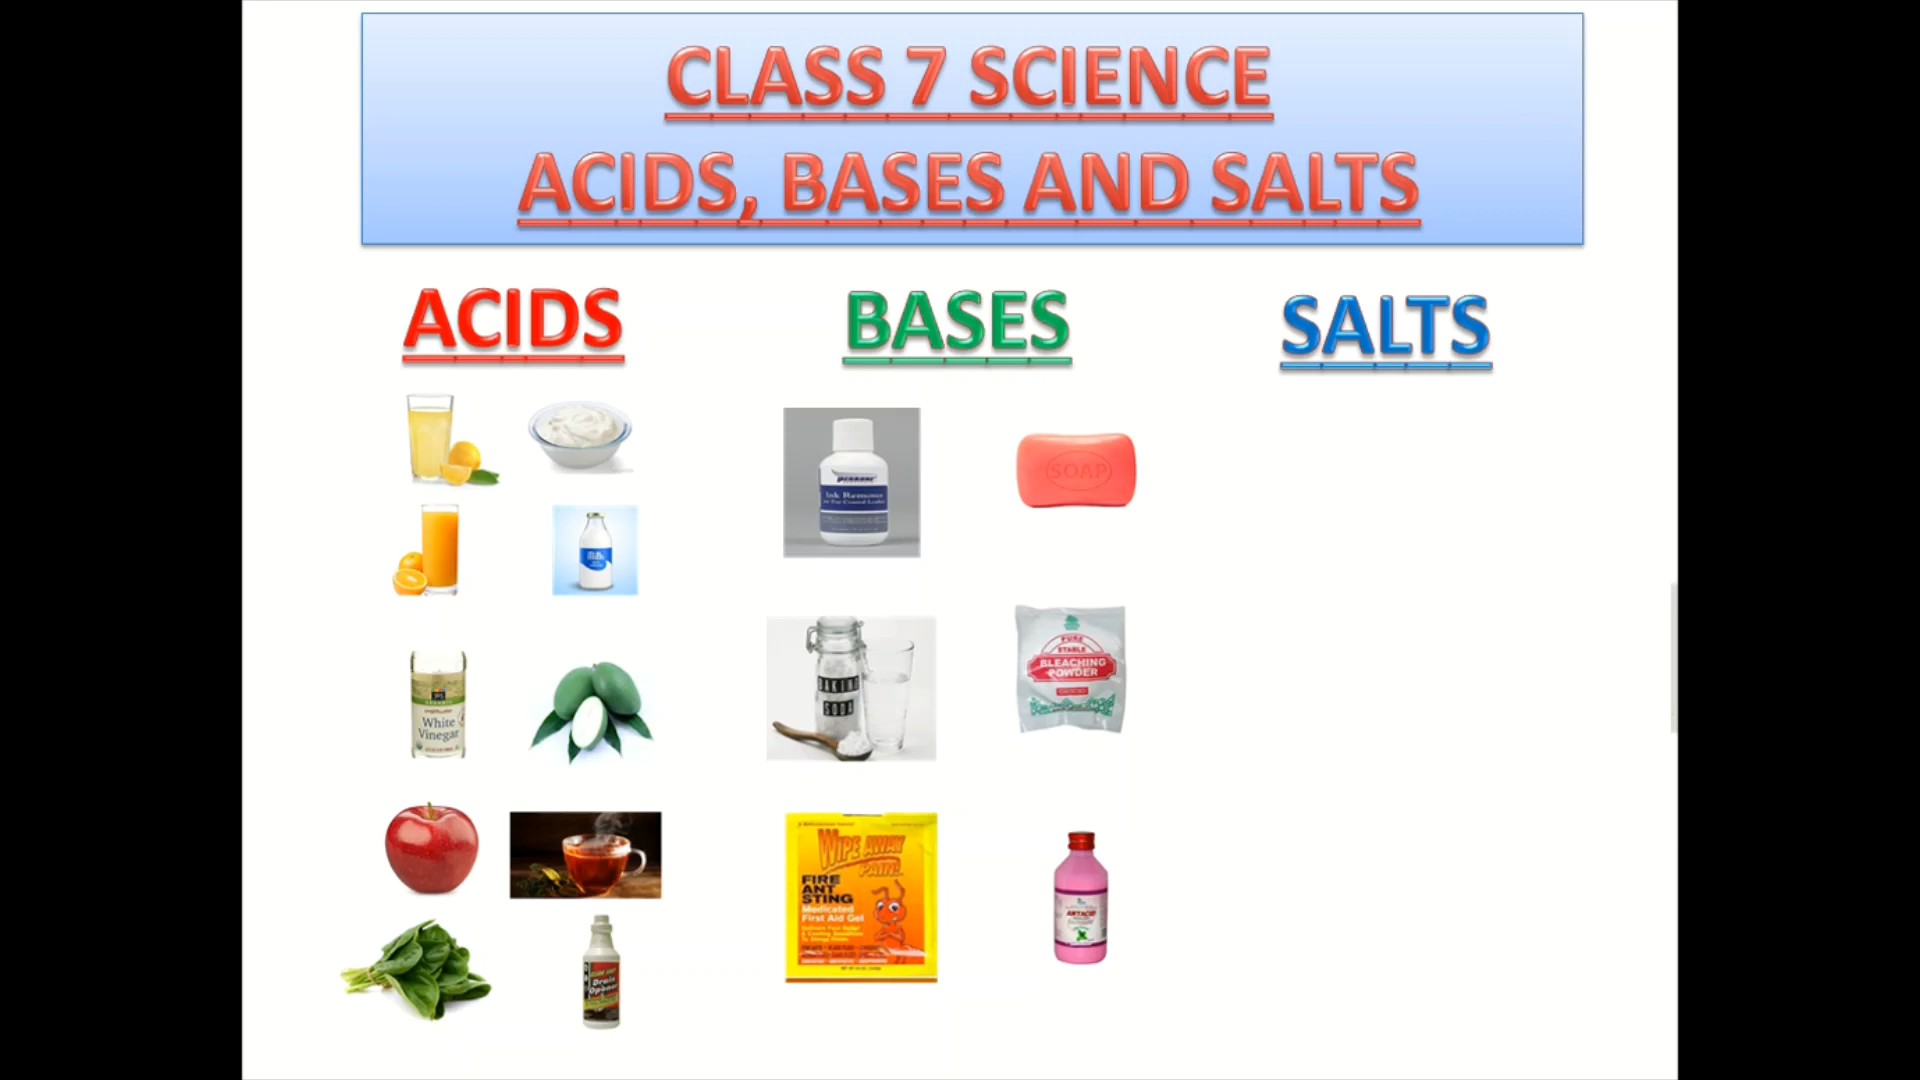 CLASS 7 SCIENCE
ACIDS, BASES AND SALTS
ACIDS
BASES
SALTS
Ink Remover
SOAP
White
Vinegar
BAKING
SODA
PURE
STABLE
BLEACHING
POWDER
WIPE AWAY
PAIN!
FIRE
ANT
STING
Medicated
First Aid Gel
ANTACID
Drain
Opener